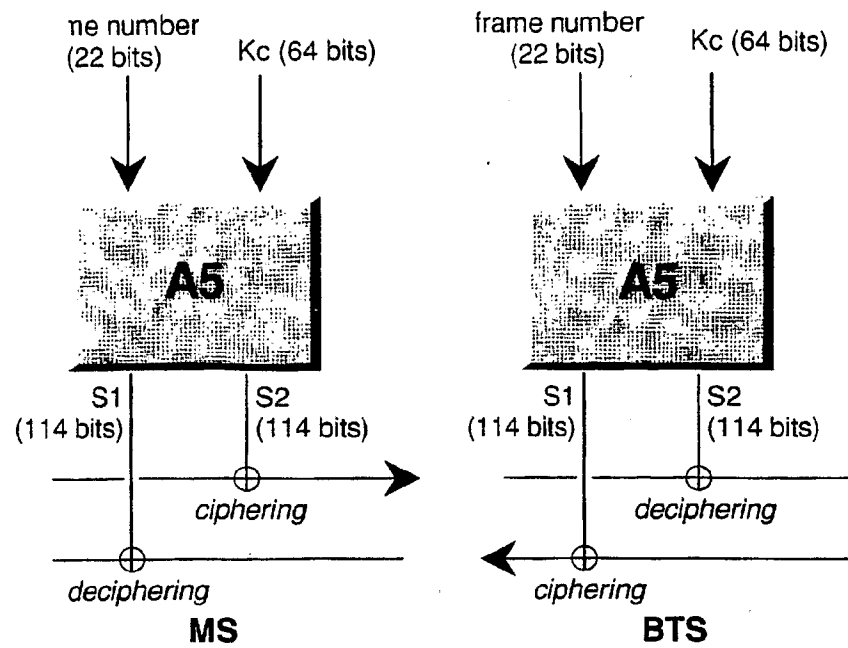 me number
(22 bits)
Kc (64 bits)
frame number
(22 bits)
Kc (64 bits)
A5
A5
S1
(114 bits)
S2
(114 bits)
S1
(114 bits)
S2
(114 bits)
ciphering
deciphering
deciphering
ciphering
MS
BTS